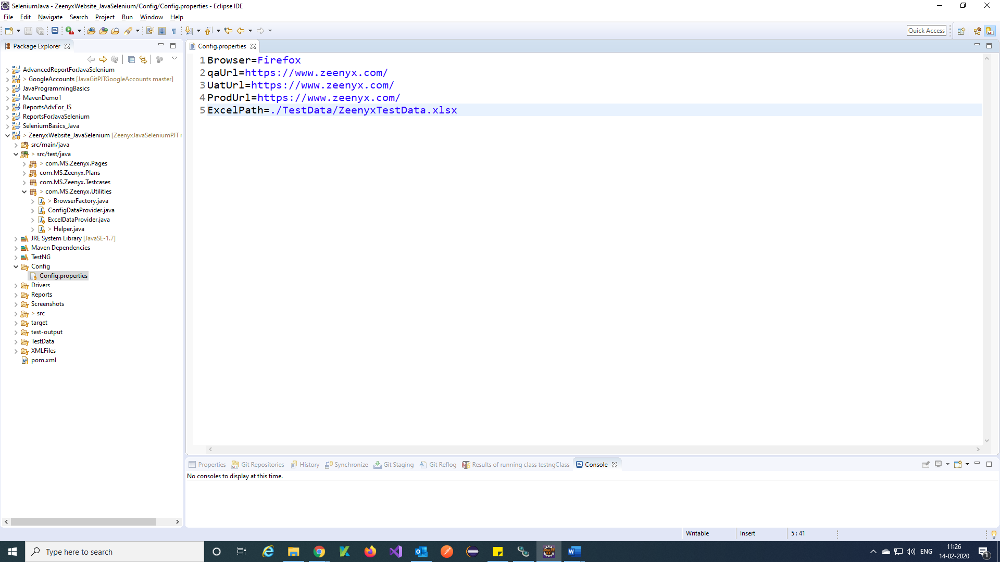 SeleniumJava - ZeenyxWebsite_JavaSelenium/Config/Config.properties - Eclipse IDE
File Edit Navigate Search Project Run Window Help
Quick Access
Package Explorer
Config.properties
AdvancedReportForJavaSelenium
> GoogleAccounts [JavaGitPJTGoogleAccounts master]
JavaProgrammingBasics
MavenDemo1
ReportsAdvFor_JS
ReportsForJavaSelenium
SeleniumBasics_Java
> ZeenyxWebsite_JavaSelenium [ZeenyxJavaSeleniumPJT r
src/main/java
> src/test/java
> com.MS.Zeenyx.Pages
com.MS.Zeenyx.Plans
com.MS.Zeenyx.Testcases
> com.MS.Zeenyx.Utilities
> BrowserFactory.java
ConfigDataProvider.java
ExcelDataProvider.java
> Helper.java
JRE System Library [JavaSE-1.7]
Maven Dependencies
TestNG
Config
Config.properties
Drivers
Reports
Screenshots
> src
target
test-output
TestData
XMLFiles
pom.xml
1 Browser=Firefox
2 qaUrl=https://www.zeenyx.com/
3 UatUrl=https://www.zeenyx.com/
4 ProdUrl=https://www.zeenyx.com/
5 ExcelPath=./TestData/ZeenyxTestData.xlsx
Properties Git Repositories History Synchronize Git Staging Git Reflog Results of running class testngClass Console
No consoles to display at this time.
Writable Insert 5 : 41
Type here to search
ENG
11:26
14-02-2020
1